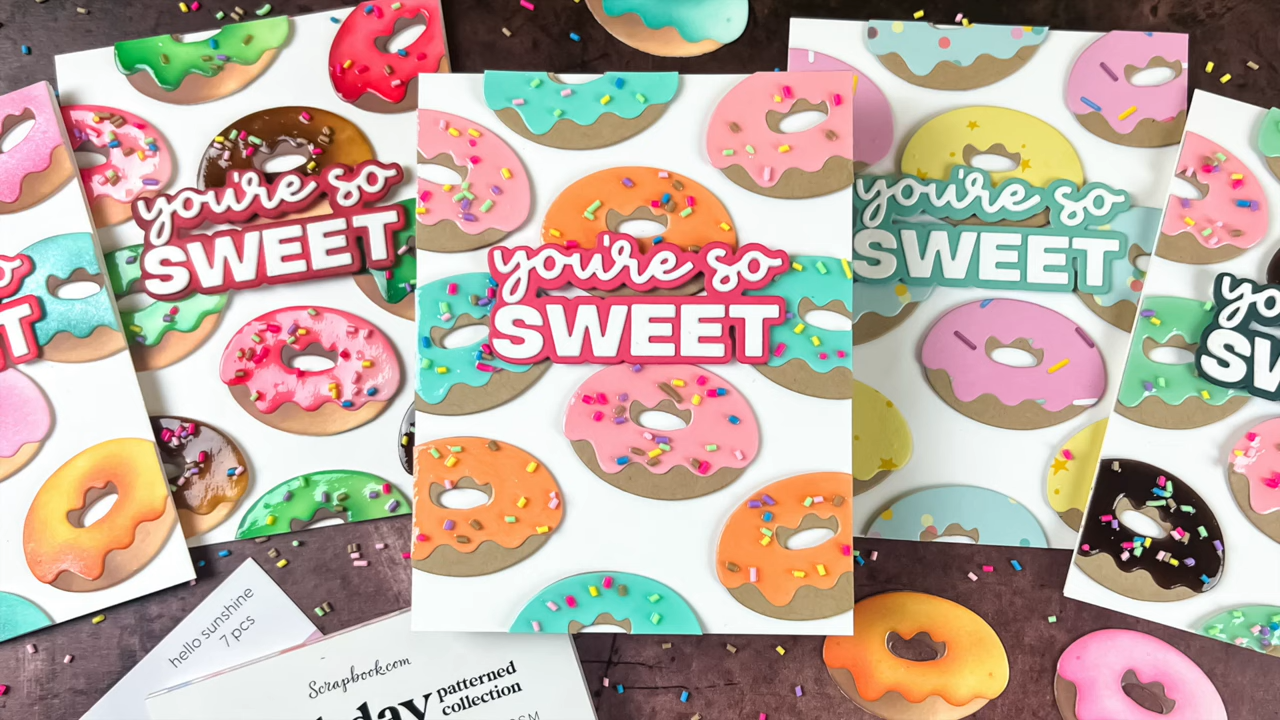 you're so
SWEET
you're so
SWEET
you're so
SWEET
hello sunshine
7 pcs
Scrapbook.com
patterned
collection